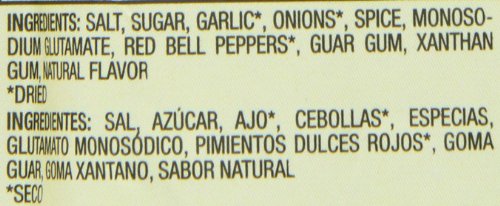 INGREDIENTS: SALT, SUGAR, GARLIC*, ONIONS*, SPICE, MONOSO-
DIUM GLUTAMATE, RED BELL PEPPERS*, GUAR GUM, XANTHAN
GUM, NATURAL FLAVOR
*DRIED
INGREDIENTES: SAL, AZÚCAR, AJO*, CEBOLLAS*, ESPECIAS,
GLUTAMATO MONOSÓDICO, PIMIENTOS DULCES ROJOS*, GOMA
GUAR, GOMA XANTANO, SABOR NATURAL
*SECO